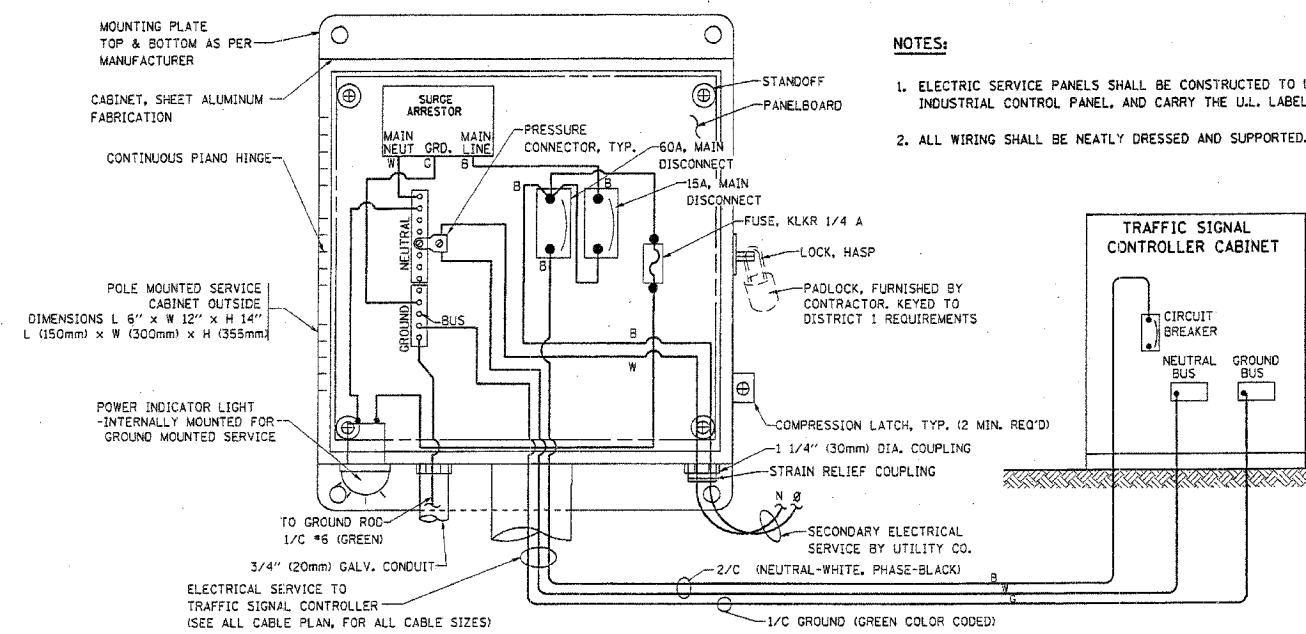 MOUNTING PLATE
TOP & BOTTOM AS PER
MANUFACTURER
CABINET, SHEET ALUMINUM
FABRICATION
CONTINUOUS PIANO HINGE
POLE MOUNTED SERVICE
CABINET OUTSIDE
DIMENSIONS L 6" x W 12" x H 14"
L (150mm) x W (300mm) x H (355mm)
POWER INDICATOR LIGHT
-INTERNALLY MOUNTED FOR
GROUND MOUNTED SERVICE
SURGE
ARRESTOR
MAIN
NEUT
GRD.
MAIN
LINE
W
G
B
PRESSURE
CONNECTOR, TYP.
STANDOFF
PANELBOARD
60A, MAIN
DISCONNECT
15A, MAIN
DISCONNECT
B
B
B
FUSE, KLKR 1/4 A
LOCK, HASP
PADLOCK, FURNISHED BY
CONTRACTOR. KEYED TO
DISTRICT 1 REQUIREMENTS
NEUTRAL
GROUND
BUS
B
W
COMPRESSION LATCH, TYP. (2 MIN. REQ'D)
1 1/4" (30mm) DIA. COUPLING
STRAIN RELIEF COUPLING
N Ø
SECONDARY ELECTRICAL
SERVICE BY UTILITY CO.
TO GROUND ROD
1/C #6 (GREEN)
3/4" (20mm) GALV. CONDUIT
ELECTRICAL SERVICE TO
TRAFFIC SIGNAL CONTROLLER
(SEE ALL CABLE PLAN, FOR ALL CABLE SIZES)
2/C (NEUTRAL-WHITE, PHASE-BLACK)
B
W
G
1/C GROUND (GREEN COLOR CODED)
NOTES:
1. ELECTRIC SERVICE PANELS SHALL BE CONSTRUCTED TO
INDUSTRIAL CONTROL PANEL, AND CARRY THE U.L. LABEL
2. ALL WIRING SHALL BE NEATLY DRESSED AND SUPPORTED.
TRAFFIC SIGNAL
CONTROLLER CABINET
CIRCUIT
BREAKER
NEUTRAL
BUS
GROUND
BUS